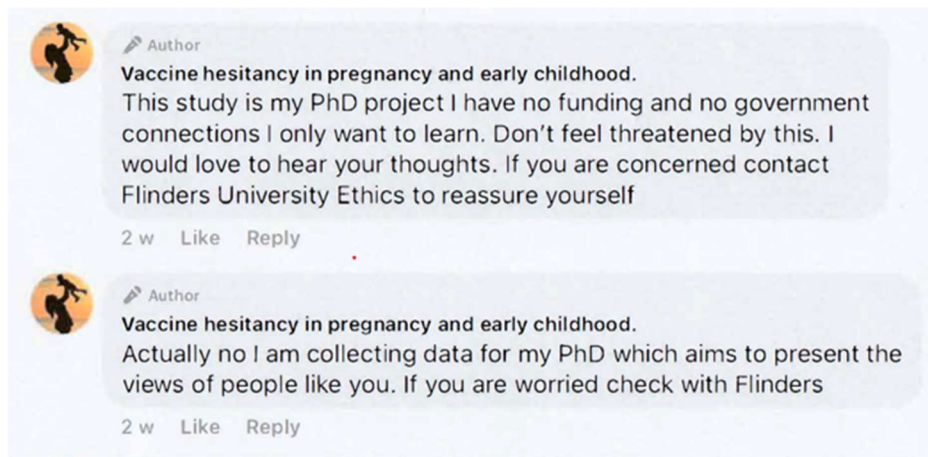 Author
Vaccine hesitancy in pregnancy and early childhood.
This study is my PhD project I have no funding and no government
connections I only want to learn. Don't feel threatened by this. I
would love to hear your thoughts. If you are concerned contact
Flinders University Ethics to reassure yourself
2 w Like Reply
Author
Vaccine hesitancy in pregnancy and early childhood.
Actually no I am collecting data for my PhD which aims to present the
views of people like you. If you are worried check with Flinders
2 w Like Reply